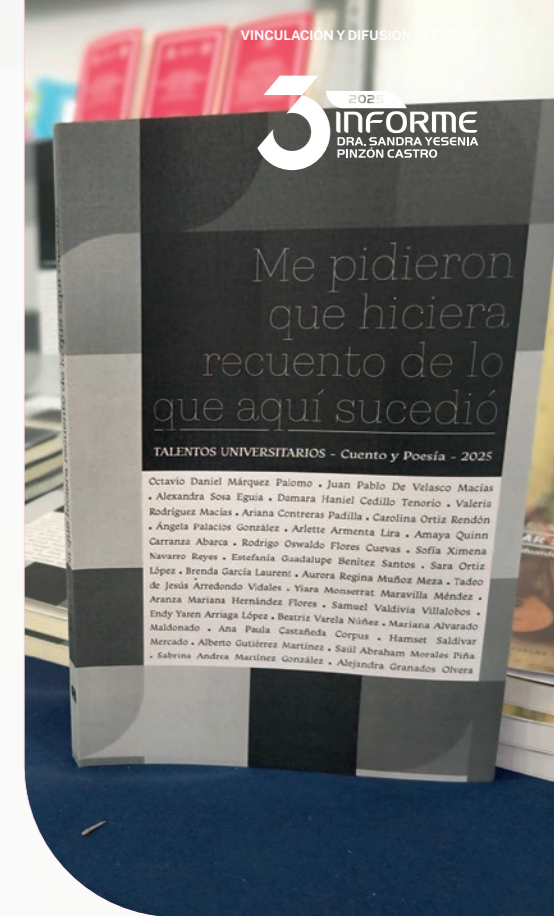 VINCULACIÓN Y DIFUSIÓN
2025
3 INFORME
DRA. SANDRA YESENIA
PINZÓN CASTRO
Me pidieron
que hiciera
recuento de lo
que aquí sucedió
TALENTOS UNIVERSITARIOS - Cuento y Poesía - 2025
Octavio Daniel Márquez Palomo • Juan Pablo De Velasco Macías
• Alexandra Sosa Eguia • Damara Haniel Cedillo Tenorio • Valeria
Rodríguez Macías • Ariana Contreras Padilla • Carolina Ortiz Rendón
• Ángela Palacios González • Arlette Armenta Lira • Amaya Quinn
Carranza Abarca • Rodrigo Oswaldo Flores Cuevas • Sofía Ximena
Navarro Reyes • Estefanía Guadalupe Benitez Santos • Sara Ortiz
López • Brenda García Laurent • Aurora Regina Muñoz Meza • Tadeo
de Jesús Arredondo Vidales • Yiara Monserrat Maravilla Méndez •
Aranza Mariana Hernández Flores • Samuel Valdivia Villalobos •
Endy Yaren Arriaga López • Beatriz Varela Núñez • Mariana Alvarado
Maldonado • Ana Paula Castañeda Corpus • Hamset Saldívar
Mercado • Alberto Gutiérrez Martínez • Saúl Abraham Morales Piña
• Sabrina Andrea Martínez González • Alejandra Granados Olvera